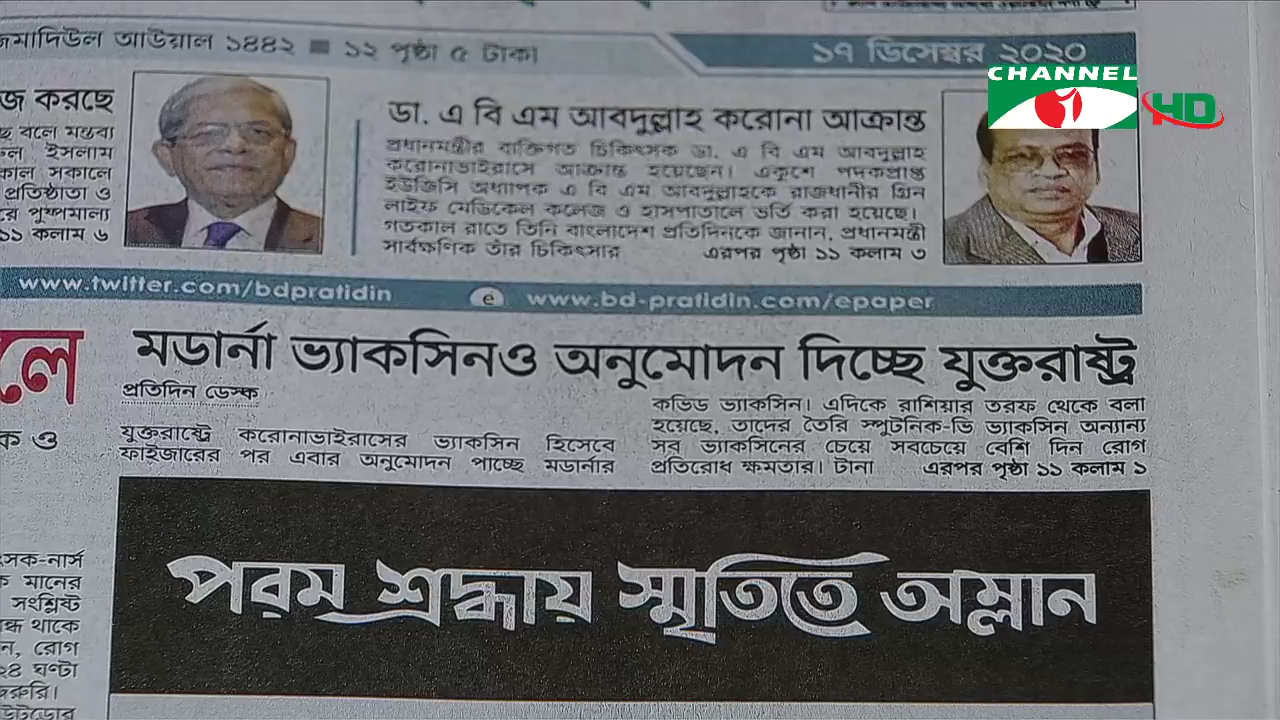 জমাদিউল আউয়াল ১৪৪২ ■ ১২ পৃষ্ঠা ৫ টাকা
১৭ ডিসেম্বর ২০২০
CHANNEL
i HD
জ করছে
ছে বলে মন্তব্য
ইসলাম
কাল সকালে
প্রতিষ্ঠতা ও
রে পুষ্পমাল্য
১১ কলাম ৬
ডা. এ বি এম আবদুল্লাহ করোনা আক্রান্ত
প্রধানমন্ত্রীর ব্যক্তিগত চিকিৎসক ডা. এ বি এম আবদুল্লাহ
করোনাভাইরাসে আক্রান্ত হয়েছেন। একুশে পদকপ্রাপ্ত
ইউজিসি অধ্যাপক এ বি এম আবদুল্লাহকে রাজধানীর গ্রিন
লাইফ মেডিকেল কলেজ ও হাসপাতালে ভর্তি করা হয়েছে।
গতকাল রাতে তিনি বাংলাদেশ প্রতিদিনকে জানান, প্রধানমন্ত্রী
সার্বক্ষণিক তাঁর চিকিৎসার এরপর পৃষ্ঠা ১১ কলাম ৩
www.twitter.com/bdpratidin
e www.bd-pratidin.com/epaper
লে
ক ও
মডার্না ভ্যাকসিনও অনুমোদন দিচ্ছে যুক্তরাষ্ট্র
প্রতিদিন ডেস্ক
যুক্তরাষ্ট্রে করোনাভাইরাসের ভ্যাকসিন হিসেবে
ফাইজারের পর এবার অনুমোদন পাচ্ছে মডার্নার
কভিড ভ্যাকসিন। এদিকে রাশিয়ার তরফ থেকে বলা
হয়েছে, তাদের তৈরি স্পুটনিক-ভি ভ্যাকসিন অন্যান্য
সব ভ্যাকসিনের চেয়ে সবচেয়ে বেশি দিন রোগ
প্রতিরোধ ক্ষমতার। টানা এরপর পৃষ্ঠা ১১ কলাম ১
ৎসক-নার্স
ক মানের
সংশ্লিষ্ট
ন্ধ থাকে
ন, রোগ
২৪ ঘণ্টা
জরুরি।
উটডোর
পরম শ্রদ্ধায় স্মৃতিতে অম্লান